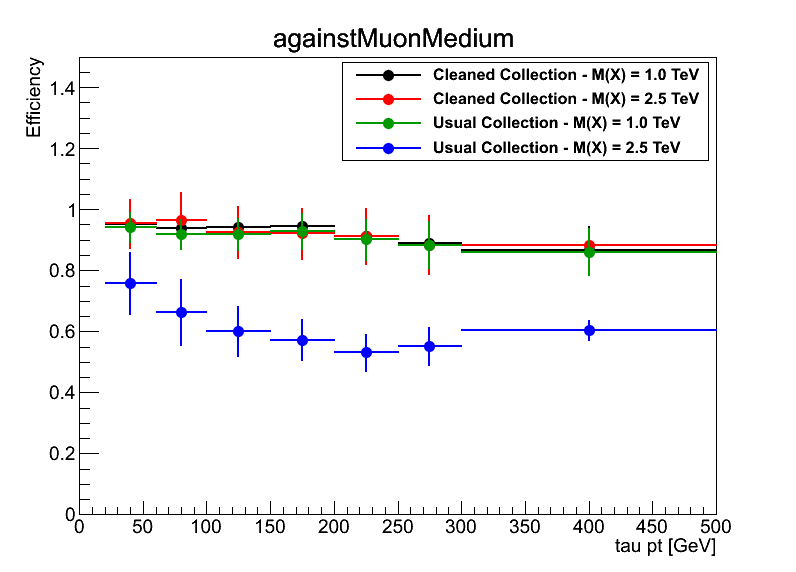 againstMuonMedium
Efficiency
Cleaned Collection - M(X) = 1.0 TeV
Cleaned Collection - M(X) = 2.5 TeV
Usual Collection - M(X) = 1.0 TeV
Usual Collection - M(X) = 2.5 TeV
1.4
1.2
1
0.8
0.6
0.4
0.2
0
0 50 100 150 200 250 300 350 400 450 500
tau pt [GeV]